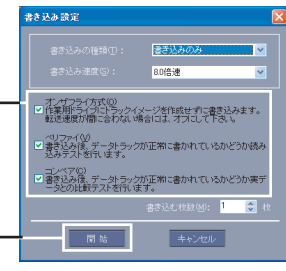 書き込み設定
書き込みの種類(T)：
書き込みのみ
書き込み速度(S)：
8.0倍速
オンザフライ方式(O)
作業用ドライブにトラックイメージを作成せずに書き込みます。
転送速度が間に合わない場合には、オフにして下さい。
ベリファイ(V)
書き込み後、データトラックが正常に書かれているかどうか読み
込みテストを行います。
コンペア(C)
書き込み後、データトラックが正常に書かれているかどうか実デ
ータとの比較テストを行います。
書き込む枚数(M)： 1 枚
開始
キャンセル